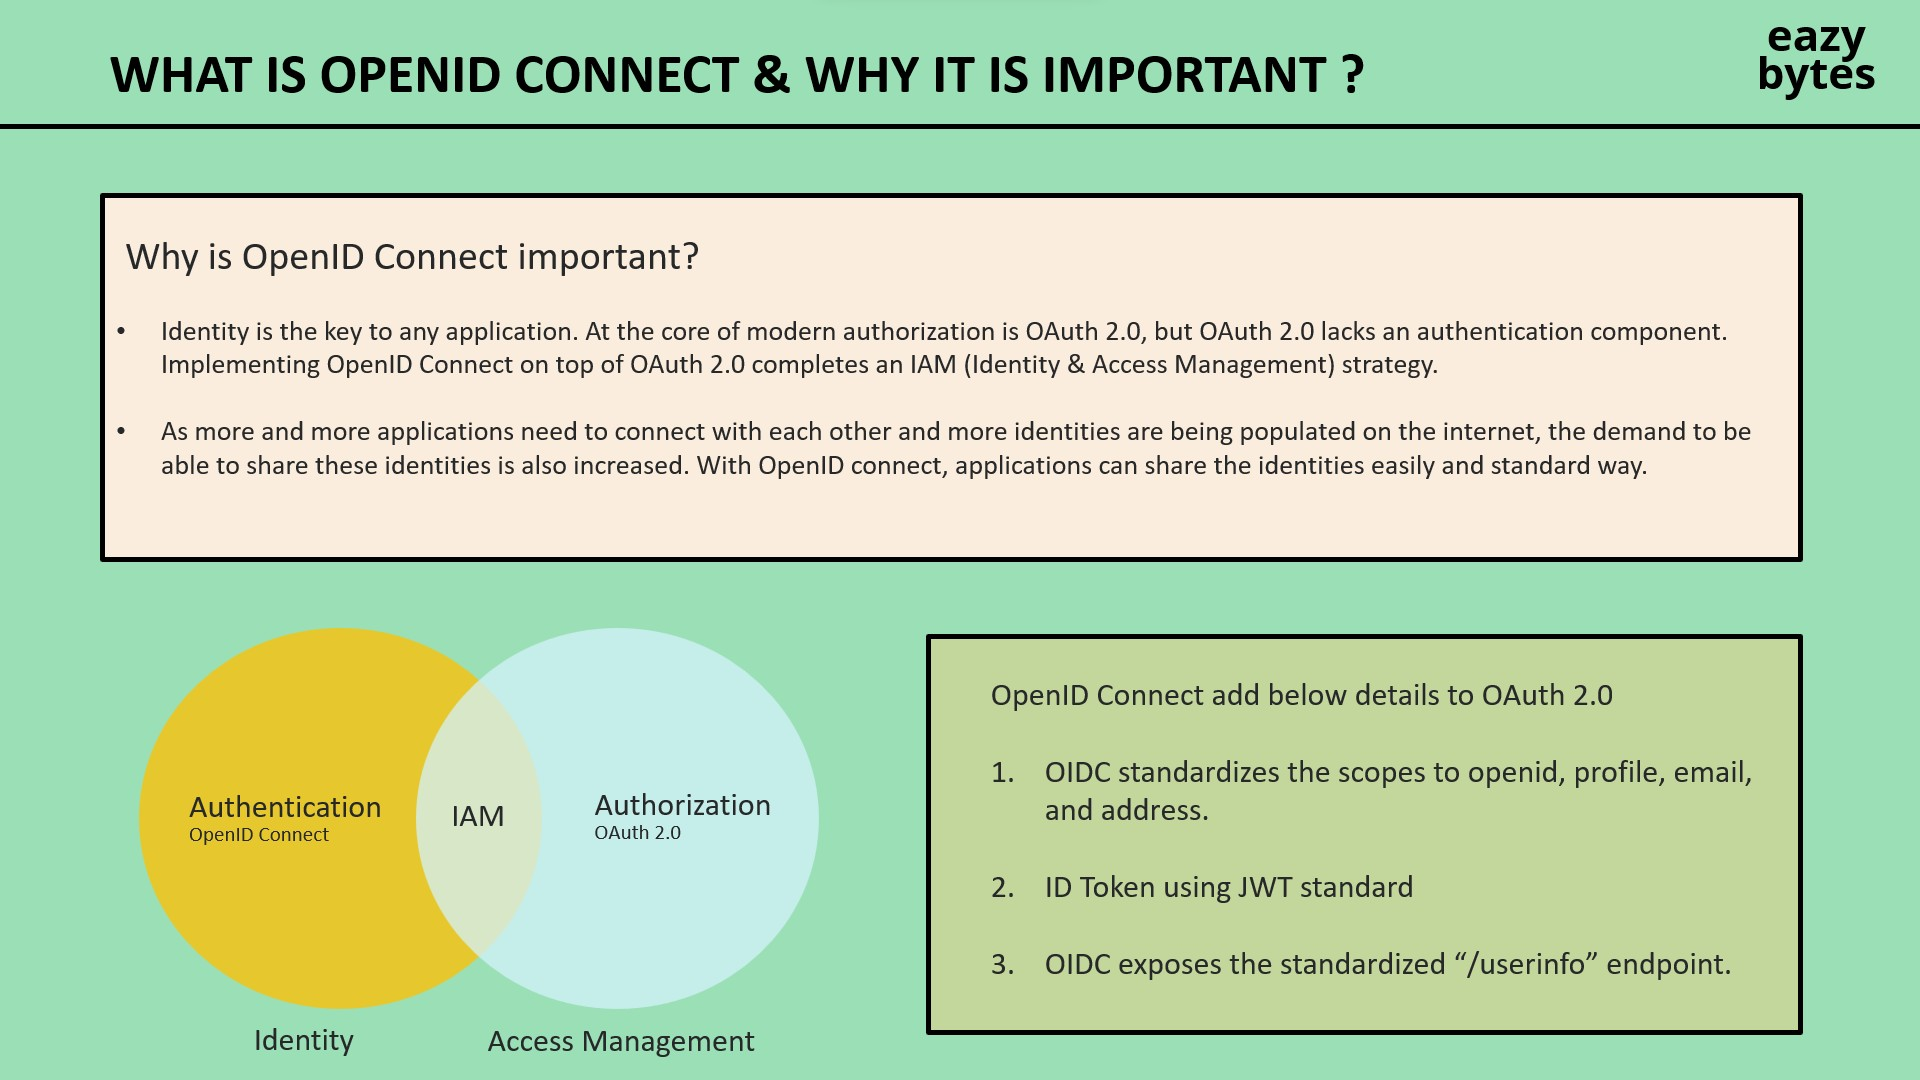 WHAT IS OPENID CONNECT & WHY IT IS IMPORTANT ?
eazy
bytes
Why is OpenID Connect important?
• Identity is the key to any application. At the core of modern authorization is OAuth 2.0, but OAuth 2.0 lacks an authentication component.
Implementing OpenID Connect on top of OAuth 2.0 completes an IAM (Identity & Access Management) strategy.
• As more and more applications need to connect with each other and more identities are being populated on the internet, the demand to be
able to share these identities is also increased. With OpenID connect, applications can share the identities easily and standard way.
Authentication
OpenID Connect
IAM
Authorization
OAuth 2.0
Identity
Access Management
OpenID Connect add below details to OAuth 2.0
1. OIDC standardizes the scopes to openid, profile, email,
and address.
2. ID Token using JWT standard
3. OIDC exposes the standardized “/userinfo” endpoint.